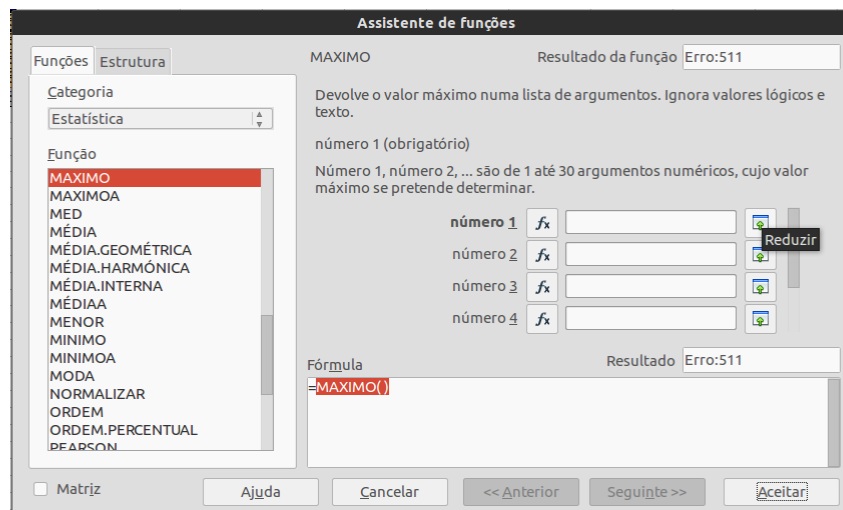 Assistente de funções
Funções Estrutura
Categoria
Estatística
Função
MAXIMO
MAXIMOA
MED
MÉDIA
MÉDIA.GEOMÉTRICA
MÉDIA.HARMÓNICA
MÉDIA.INTERNA
MÉDIAA
MENOR
MINIMO
MINIMOA
MODA
NORMALIZAR
ORDEM
ORDEM.PERCENTUAL
PEARSON
MAXIMO Resultado da função Erro:511
Devolve o valor máximo numa lista de argumentos. Ignora valores lógicos e
texto.
número 1 (obrigatório)
Número 1, número 2, ... são de 1 até 30 argumentos numéricos, cujo valor
máximo se pretende determinar.
número 1 fx
Reduzir
número 2 fx
número 3 fx
número 4 fx
Fórmula Resultado Erro:511
=MAXIMO()
Matriz Ajuda Cancelar << Anterior Seguinte >> Aceitar